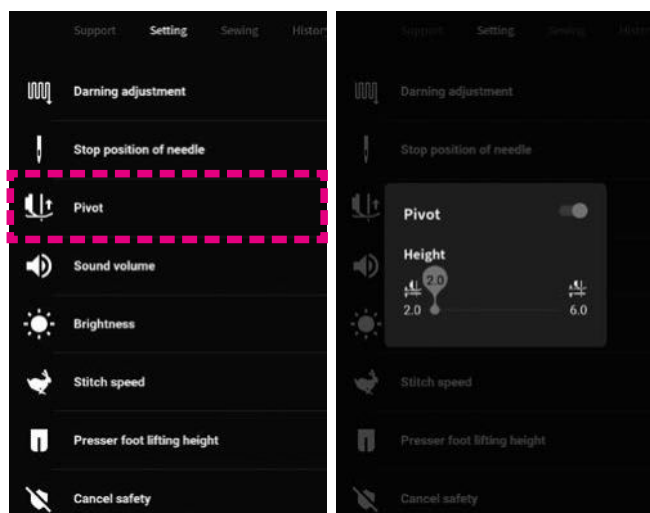 Support Setting Sewing History
Darning adjustment
Stop position of needle
Pivot
Sound volume
Brightness
Stitch speed
Presser foot lifting height
Cancel safety
Support Setting Sewing
Darning adjustment
Stop position of needle
Pivot
Height
2.0
2.0 6.0
Stitch speed
Presser foot lifting height
Cancel safety